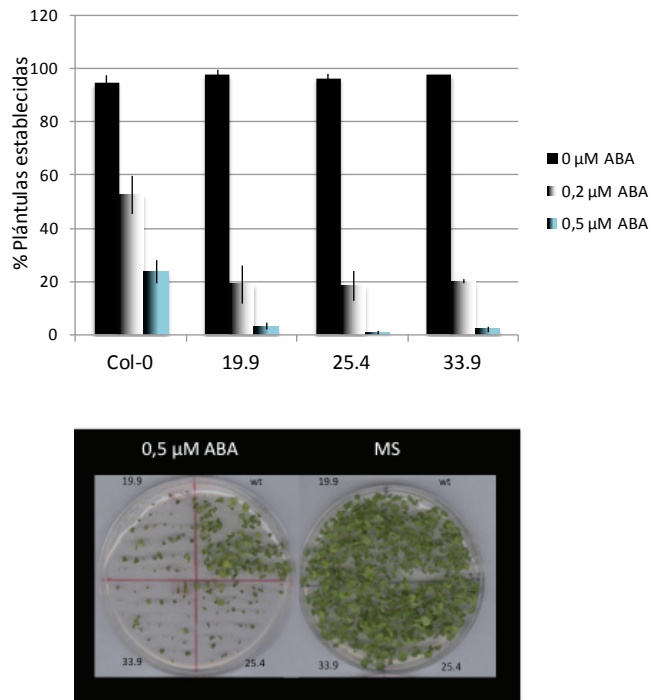 120
100
80
60
40
20
0
% Plántulas establecidas
Col-0 19.9 25.4 33.9
0 μM ABA
0,2 μM ABA
0,5 μM ABA
0,5 μM ABA MS
19.9 wt 19.9 wt
33.9 25.4 33.9 25.4